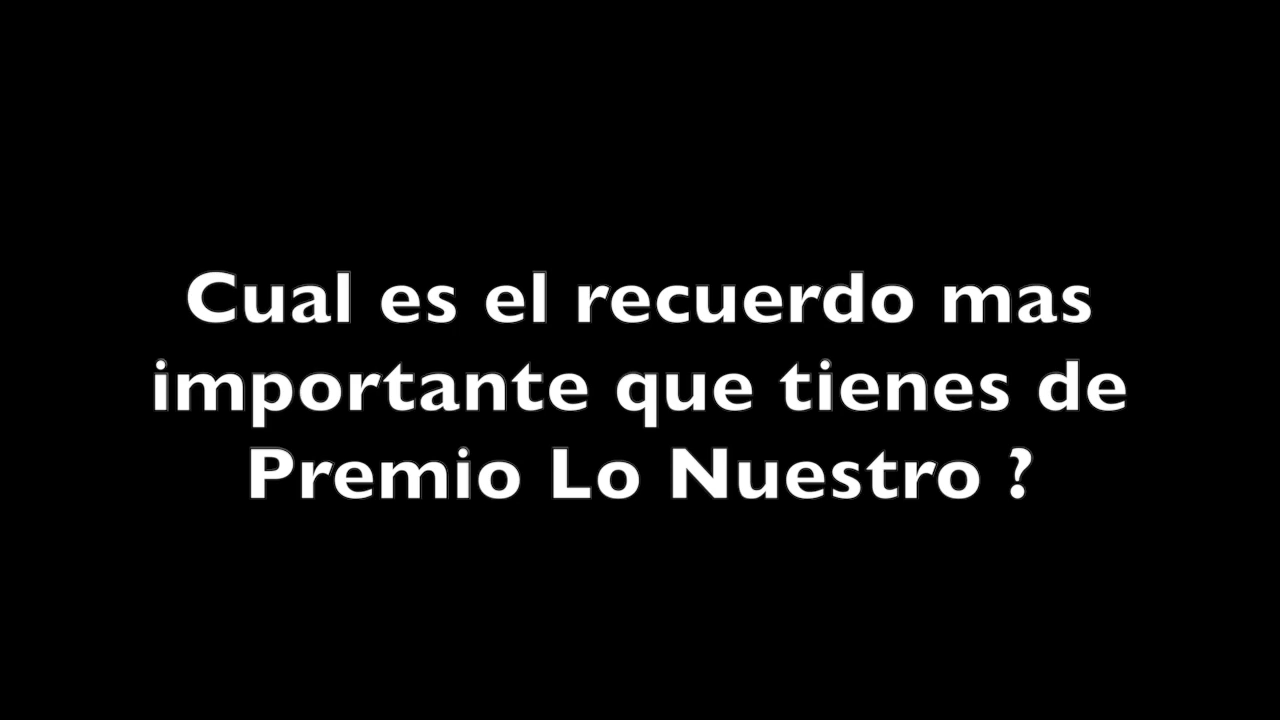 Cual es el recuerdo mas
importante que tienes de
Premio Lo Nuestro ?